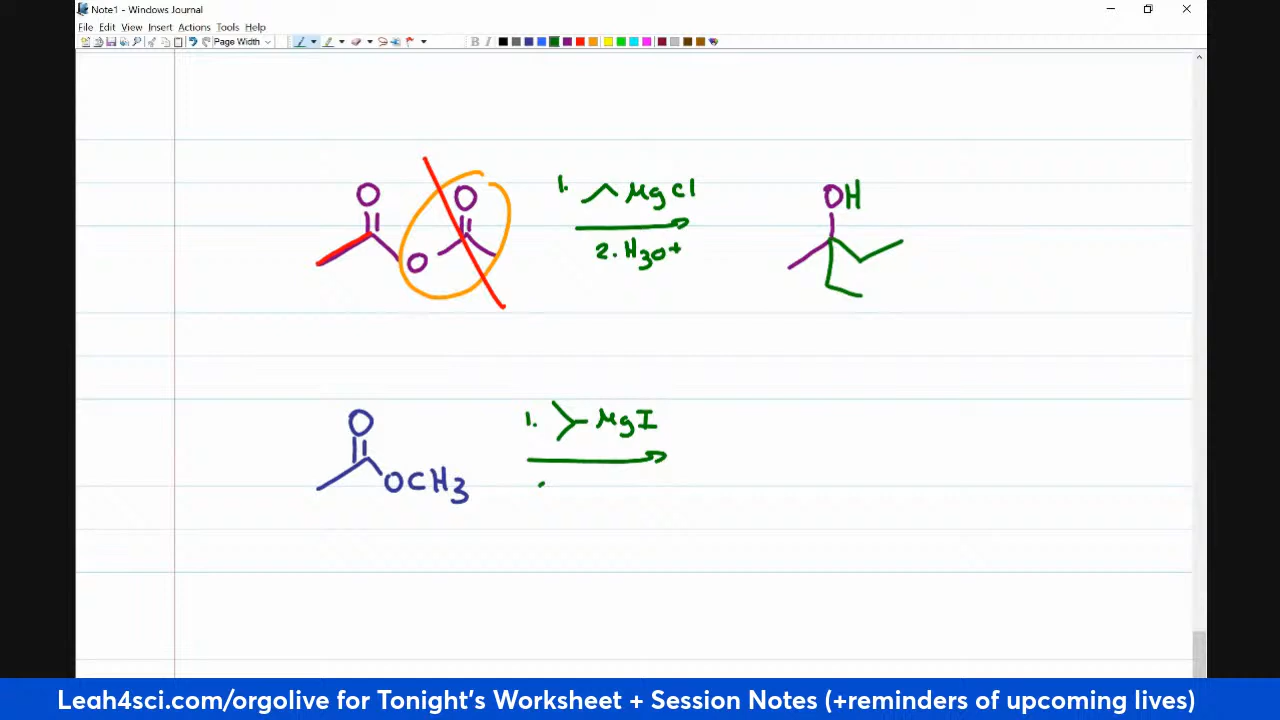 Note1 - Windows Journal
File Edit View Insert Actions Tools Help
Page Width B I
O O
O
1. MgCl
2. H3O+
OH
O
OCH3
1. MgI
Leah4sci.com/orgolive for Tonight's Worksheet + Session Notes (+reminders of upcoming lives)